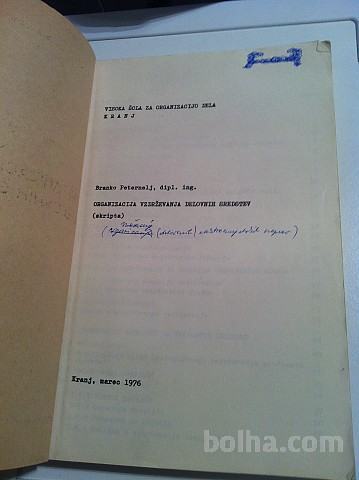 VISOKA ŠOLA ZA ORGANIZACIJO DELA
K R A N J
Branko Peternelj, dipl. ing.
ORGANIZACIJA VZDRŽEVANJA DELOVNIH SREDSTEV
(skripta)
Kranj, marec 1976
bolha.com